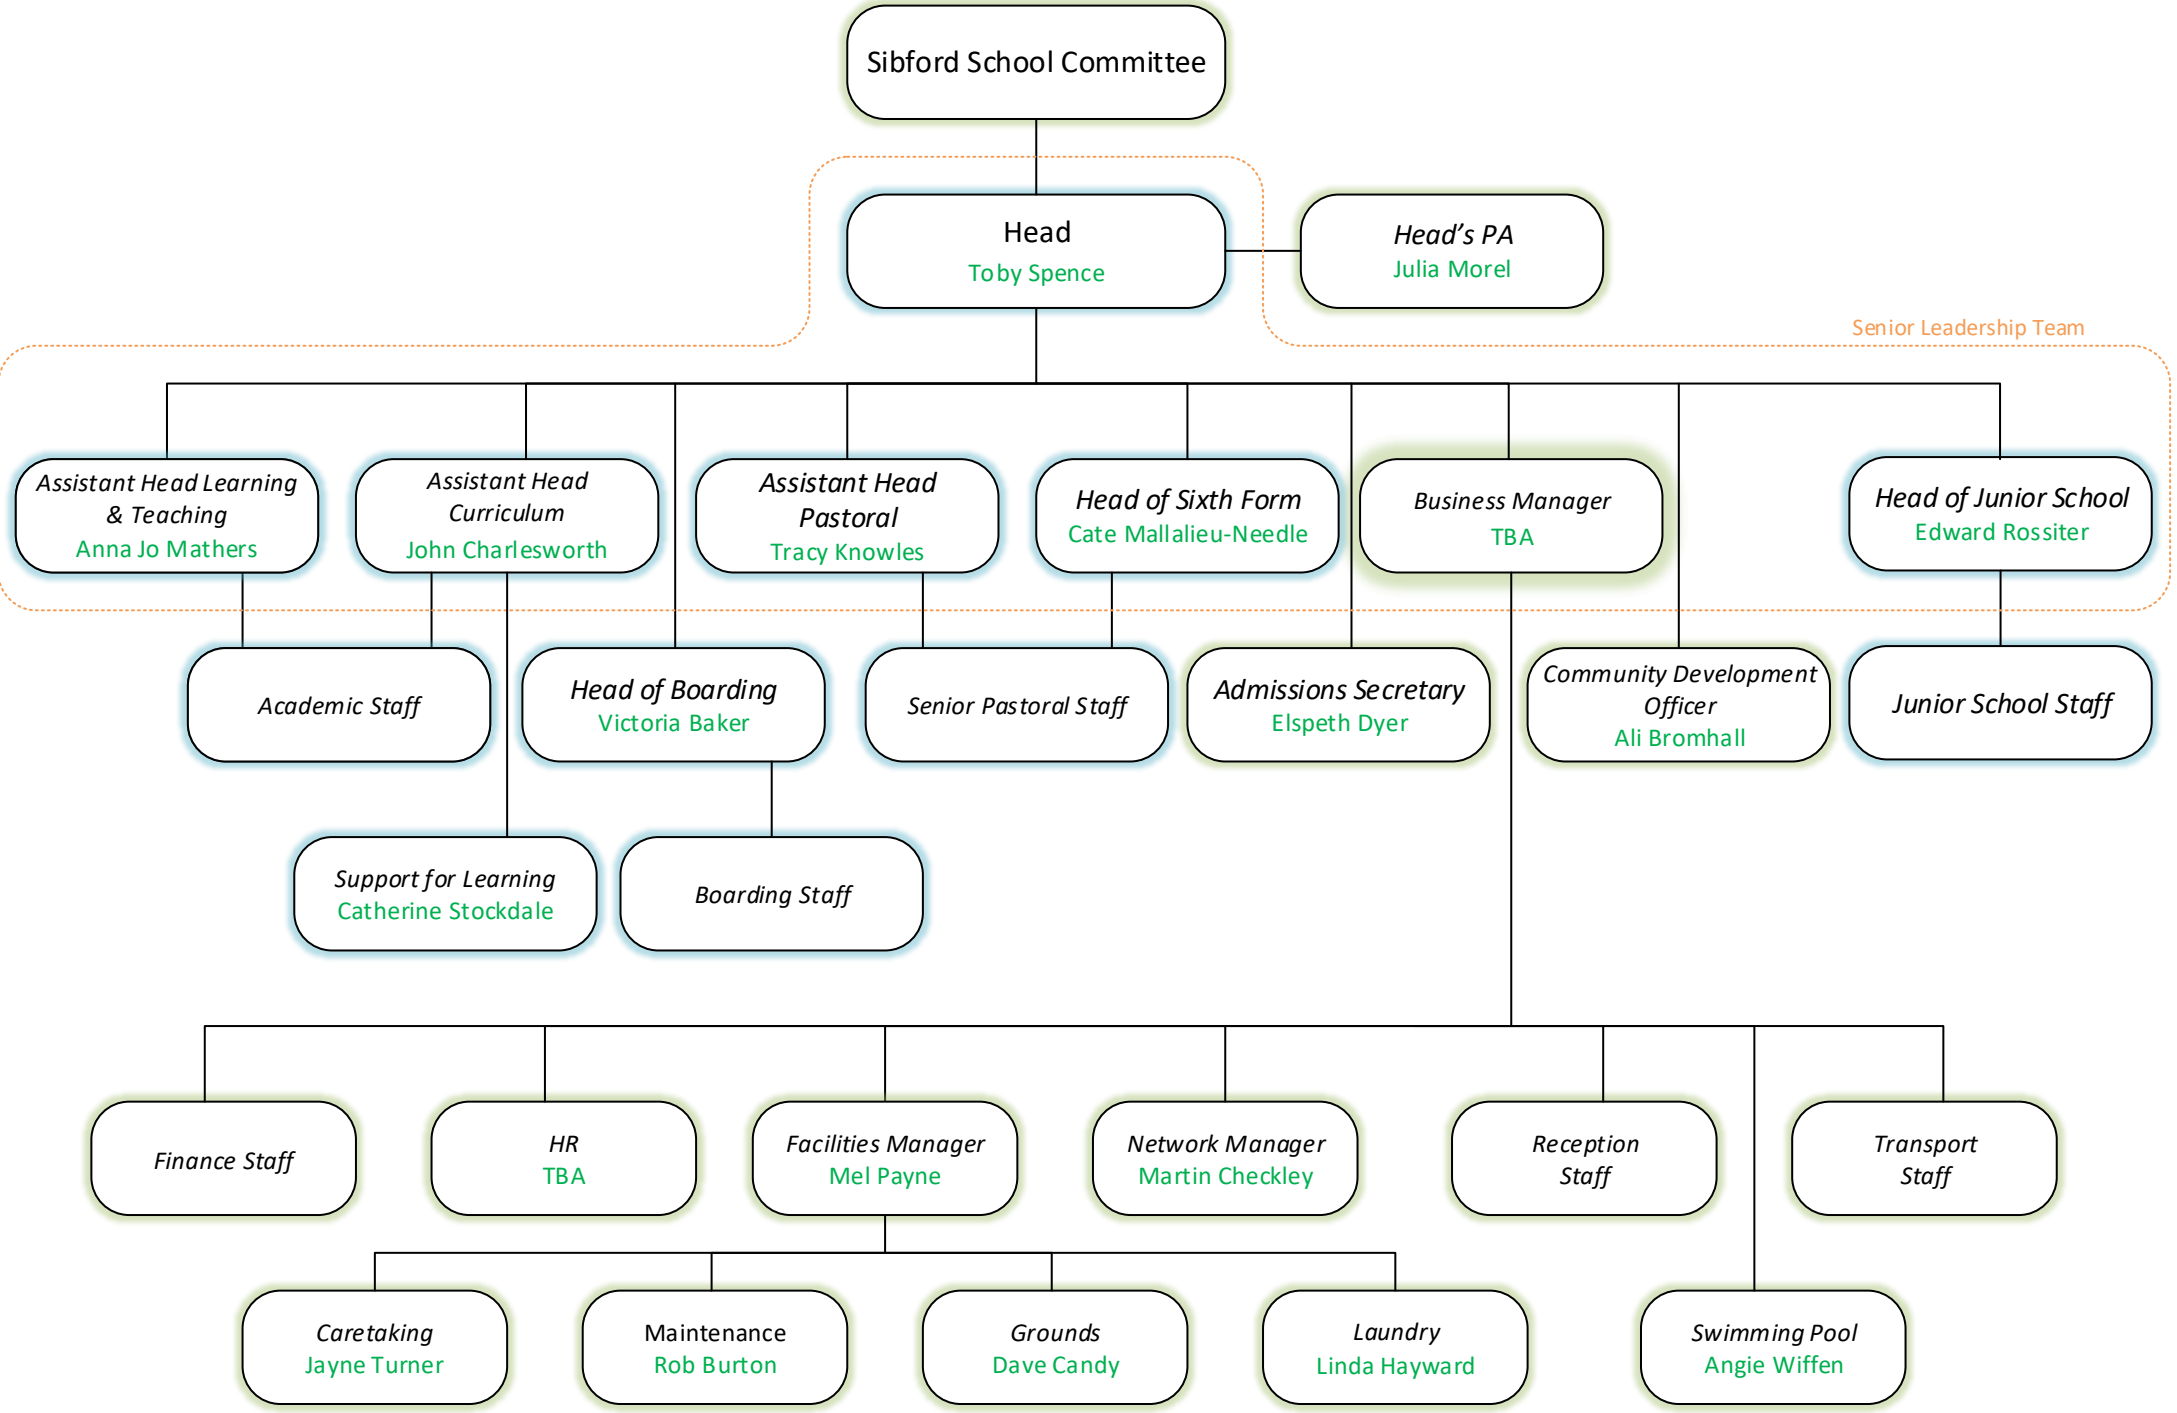 Sibford School Committee
Head
Toby Spence
Head’s PA
Julia Morel
Senior Leadership Team
Assistant Head Learning
& Teaching
Anna Jo Mathers
Assistant Head
Curriculum
John Charlesworth
Assistant Head
Pastoral
Tracy Knowles
Head of Sixth Form
Cate Mallalieu-Needle
Business Manager
TBA
Head of Junior School
Edward Rossiter
Academic Staff
Head of Boarding
Victoria Baker
Senior Pastoral Staff
Admissions Secretary
Elspeth Dyer
Community Development
Officer
Ali Bromhall
Junior School Staff
Support for Learning
Catherine Stockdale
Boarding Staff
Finance Staff
HR
TBA
Facilities Manager
Mel Payne
Network Manager
Martin Checkley
Reception
Staff
Transport
Staff
Caretaking
Jayne Turner
Maintenance
Rob Burton
Grounds
Dave Candy
Laundry
Linda Hayward
Swimming Pool
Angie Wiffen